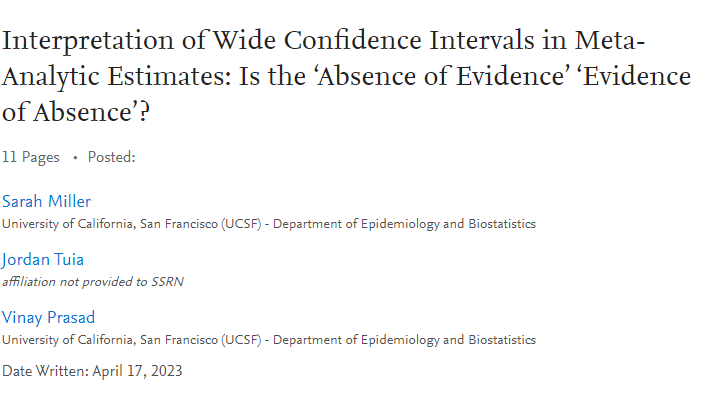 Interpretation of Wide Confidence Intervals in Meta-
Analytic Estimates: Is the ‘Absence of Evidence’ ‘Evidence
of Absence’?
11 Pages • Posted:
Sarah Miller
University of California, San Francisco (UCSF) - Department of Epidemiology and Biostatistics
Jordan Tuia
affiliation not provided to SSRN
Vinay Prasad
University of California, San Francisco (UCSF) - Department of Epidemiology and Biostatistics
Date Written: April 17, 2023